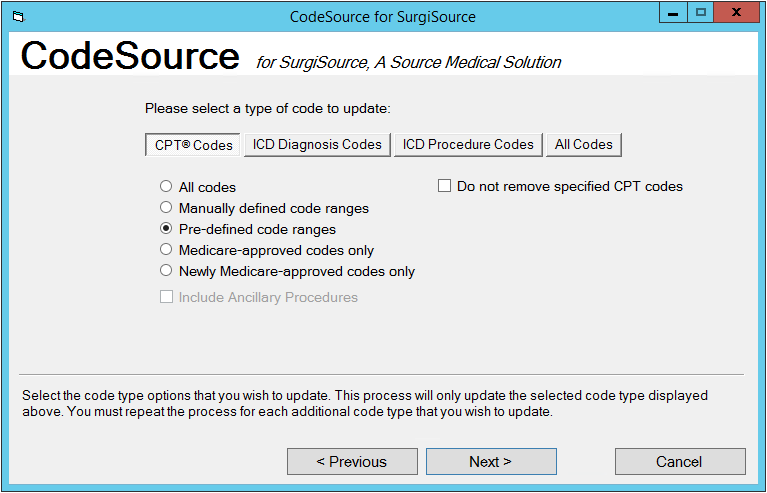 CodeSource for SurgiSource
CodeSource for SurgiSource, A Source Medical Solution
Please select a type of code to update:
CPT® Codes ICD Diagnosis Codes ICD Procedure Codes All Codes
All codes Do not remove specified CPT codes
Manually defined code ranges
Pre-defined code ranges
Medicare-approved codes only
Newly Medicare-approved codes only
Include Ancillary Procedures
Select the code type options that you wish to update. This process will only update the selected code type displayed
above. You must repeat the process for each additional code type that you wish to update.
< Previous Next > Cancel